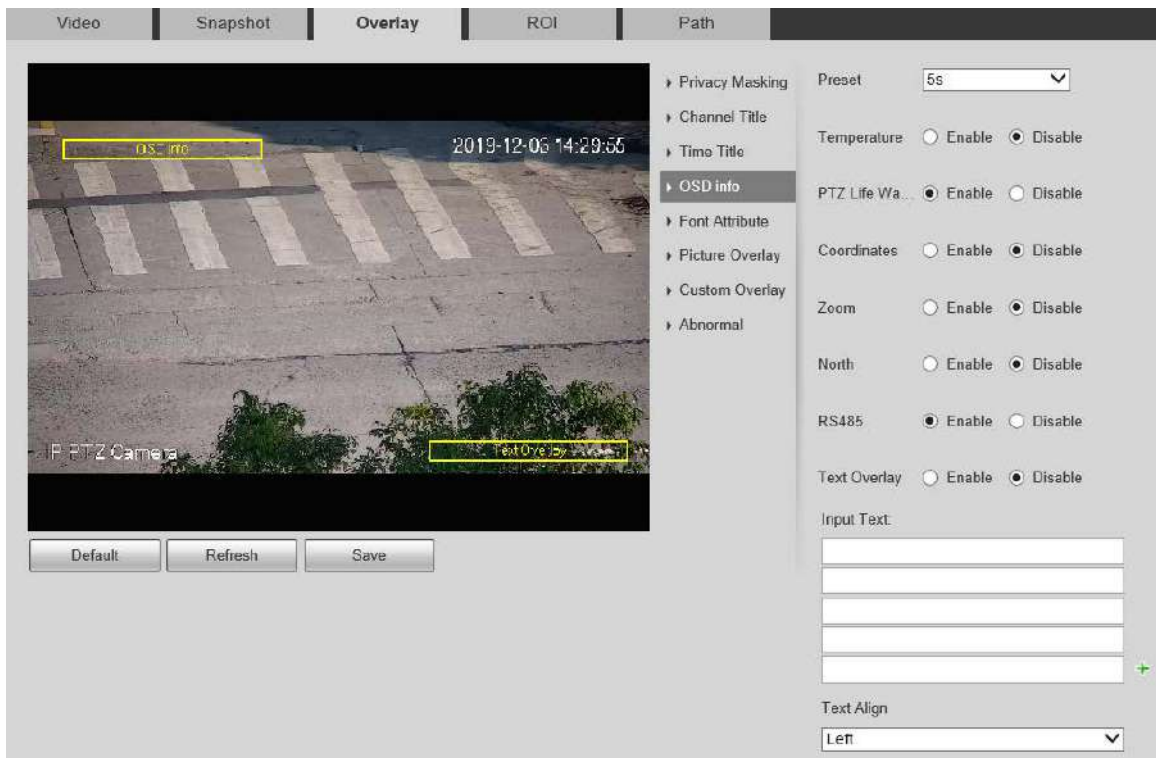 Video Snapshot Overlay ROI Path
OSD info
2019-12-06 14:29:55
IP PTZ Camera
Text Overlay
Default Refresh Save
Privacy Masking
Channel Title
Time Title
OSD info
Font Attribute
Picture Overlay
Custom Overlay
Abnormal
Preset 5s
Temperature Enable Disable
PTZ Life Wa... Enable Disable
Coordinates Enable Disable
Zoom Enable Disable
North Enable Disable
RS485 Enable Disable
Text Overlay Enable Disable
Input Text:
Text Align
Left